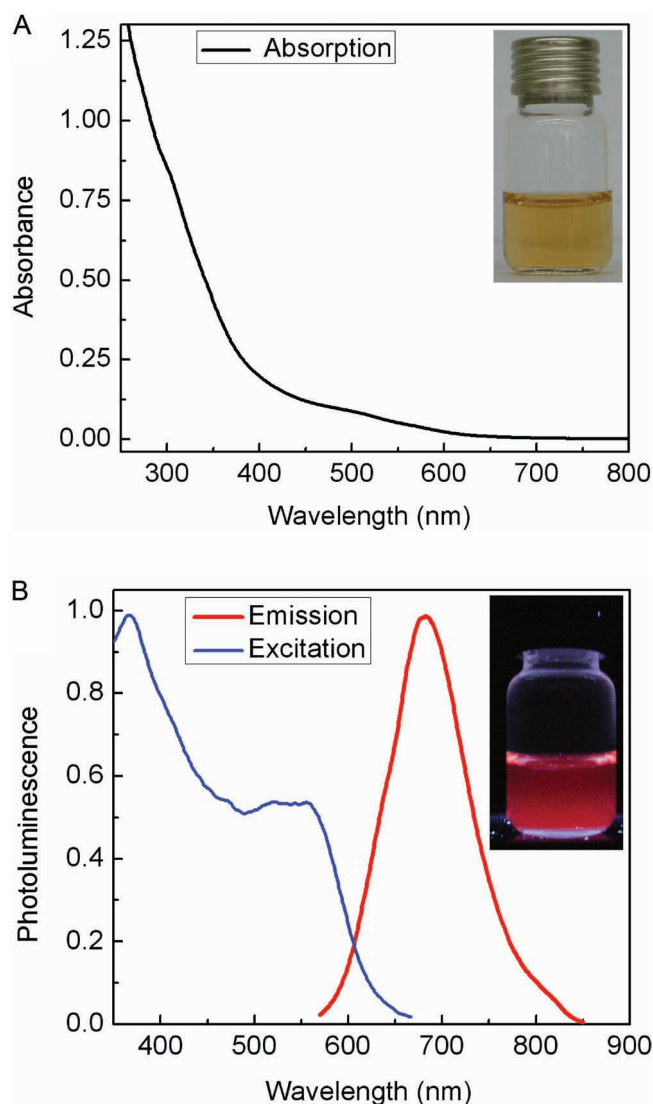 A
Absorption
1.25
1.00
0.75
0.50
0.25
0.00
Absorbance
300 400 500 600 700 800
Wavelength (nm)
B
Emission
Excitation
1.0
0.8
0.6
0.4
0.2
0.0
Photoluminescence
400 500 600 700 800 900
Wavelength (nm)